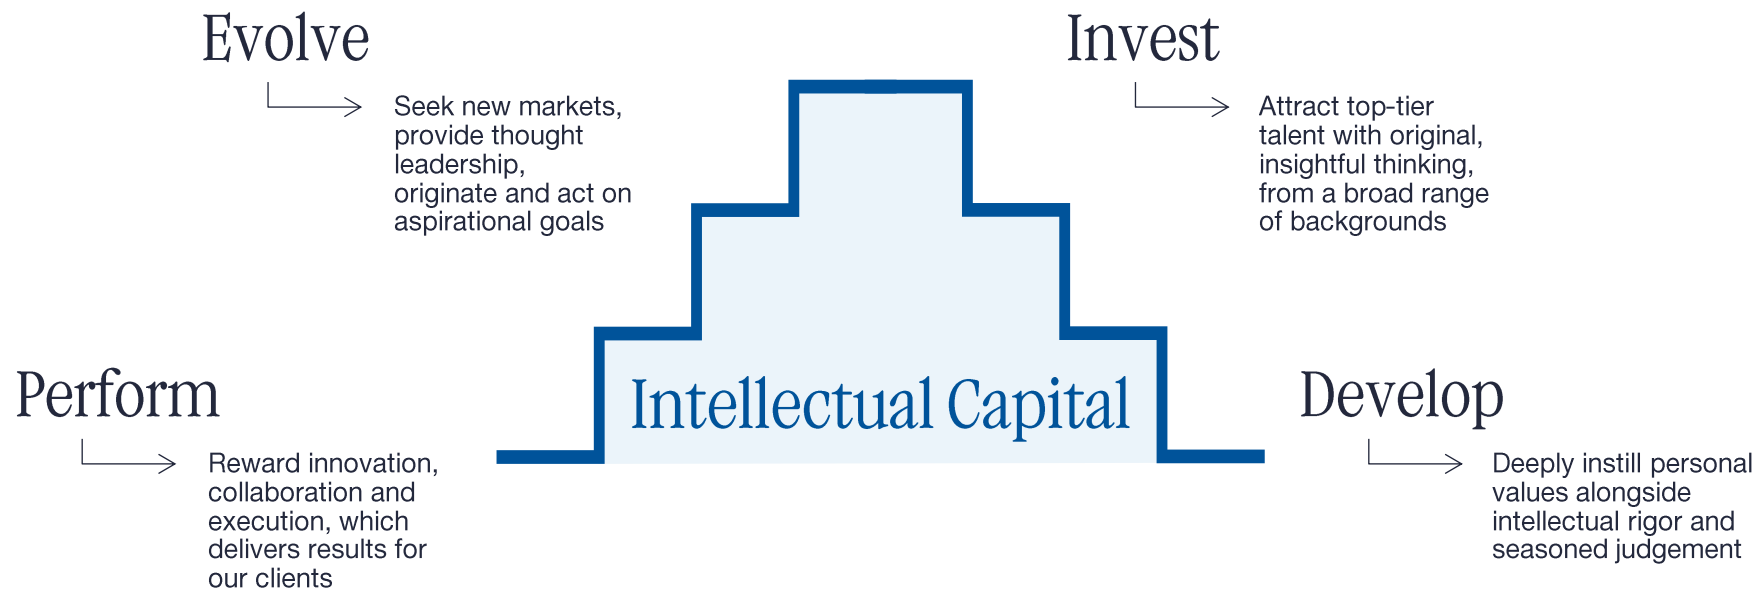 Evolve
Seek new markets,
provide thought
leadership,
originate and act on
aspirational goals
Invest
Attract top-tier
talent with original,
insightful thinking,
from a broad range
of backgrounds
Perform
Reward innovation,
collaboration and
execution, which
delivers results for
our clients
Intellectual Capital
Develop
Deeply instill personal
values alongside
intellectual rigor and
seasoned judgement